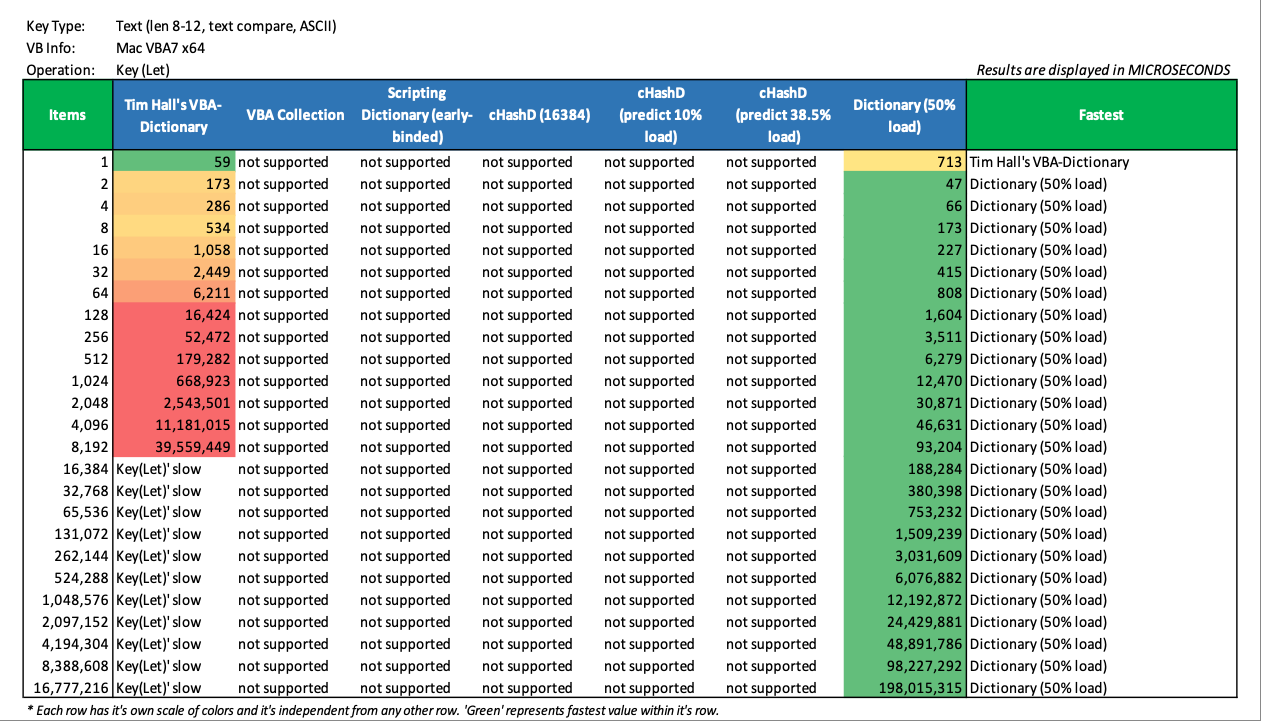 Key Type: Text (len 8-12, text compare, ASCII)
VB Info: Mac VBA7 x64
Operation: Key (Let) Results are displayed in MICROSECONDS
Items Tim Hall's VBA-Dictionary VBA Collection Scripting Dictionary (early-binded) cHashD (16384) cHashD (predict 10% load) cHashD (predict 38.5% load) Dictionary (50% load) Fastest
1 59 not supported not supported not supported not supported not supported 713 Tim Hall's VBA-Dictionary
2 173 not supported not supported not supported not supported not supported 47 Dictionary (50% load)
4 286 not supported not supported not supported not supported not supported 66 Dictionary (50% load)
8 534 not supported not supported not supported not supported not supported 173 Dictionary (50% load)
16 1,058 not supported not supported not supported not supported not supported 227 Dictionary (50% load)
32 2,449 not supported not supported not supported not supported not supported 415 Dictionary (50% load)
64 6,211 not supported not supported not supported not supported not supported 808 Dictionary (50% load)
128 16,424 not supported not supported not supported not supported not supported 1,604 Dictionary (50% load)
256 52,472 not supported not supported not supported not supported not supported 3,511 Dictionary (50% load)
512 179,282 not supported not supported not supported not supported not supported 6,279 Dictionary (50% load)
1,024 668,923 not supported not supported not supported not supported not supported 12,470 Dictionary (50% load)
2,048 2,543,501 not supported not supported not supported not supported not supported 30,871 Dictionary (50% load)
4,096 11,181,015 not supported not supported not supported not supported not supported 46,631 Dictionary (50% load)
8,192 39,559,449 not supported not supported not supported not supported not supported 93,204 Dictionary (50% load)
16,384 Key(Let)' slow not supported not supported not supported not supported not supported 188,284 Dictionary (50% load)
32,768 Key(Let)' slow not supported not supported not supported not supported not supported 380,398 Dictionary (50% load)
65,536 Key(Let)' slow not supported not supported not supported not supported not supported 753,232 Dictionary (50% load)
131,072 Key(Let)' slow not supported not supported not supported not supported not supported 1,509,239 Dictionary (50% load)
262,144 Key(Let)' slow not supported not supported not supported not supported not supported 3,031,609 Dictionary (50% load)
524,288 Key(Let)' slow not supported not supported not supported not supported not supported 6,076,882 Dictionary (50% load)
1,048,576 Key(Let)' slow not supported not supported not supported not supported not supported 12,192,872 Dictionary (50% load)
2,097,152 Key(Let)' slow not supported not supported not supported not supported not supported 24,429,881 Dictionary (50% load)
4,194,304 Key(Let)' slow not supported not supported not supported not supported not supported 48,891,786 Dictionary (50% load)
8,388,608 Key(Let)' slow not supported not supported not supported not supported not supported 98,227,292 Dictionary (50% load)
16,777,216 Key(Let)' slow not supported not supported not supported not supported not supported 198,015,315 Dictionary (50% load)
* Each row has it's own scale of colors and it's independent from any other row. 'Green' represents fastest value within it's row.